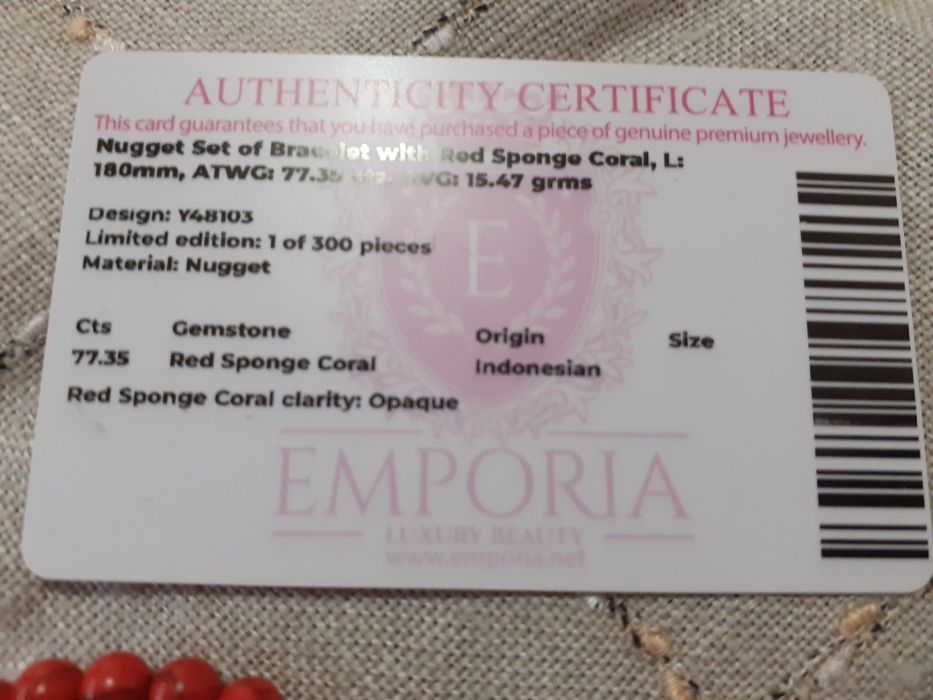 AUTHENTICITY CERTIFICATE
This card guarantees that you have purchased a piece of genuine premium jewellery.
Nugget Set of Bracelet with Red Sponge Coral, L:
180mm, ATWG: 77.35 AVG: 15.47 grms
Design: Y48103
Limited edition: 1 of 300 pieces
Material: Nugget
Cts Gemstone Origin Size
77.35 Red Sponge Coral Indonesian
Red Sponge Coral clarity: Opaque
E
EMPORIA
LUXURY BEAUTY
www.emporia.net